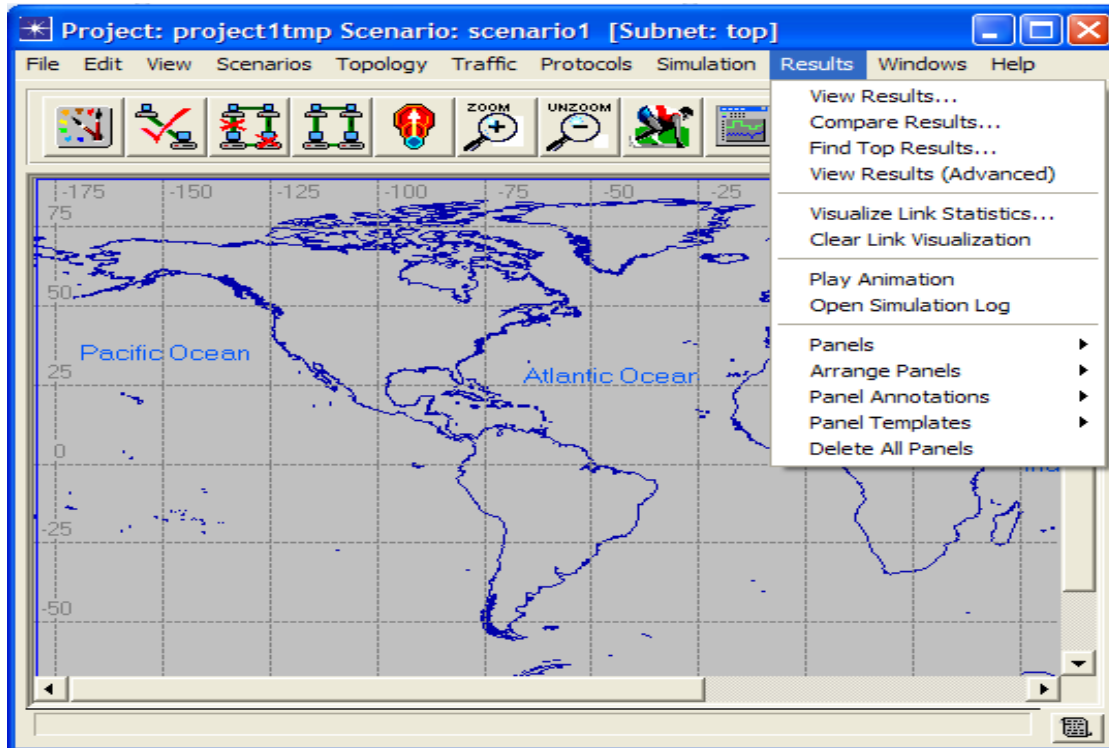 Project: project1tmp Scenario: scenario1 [Subnet: top]
File Edit View Scenarios Topology Traffic Protocols Simulation Results Windows Help
ZOOM UNZOOM
View Results...
Compare Results...
Find Top Results...
View Results (Advanced)
Visualize Link Statistics...
Clear Link Visualization
Play Animation
Open Simulation Log
Panels
Arrange Panels
Panel Annotations
Panel Templates
Delete All Panels
-175 -150 -125 -100 -75 -50 -25
75
50
Pacific Ocean
25
Atlantic Ocean
0
-25
-50